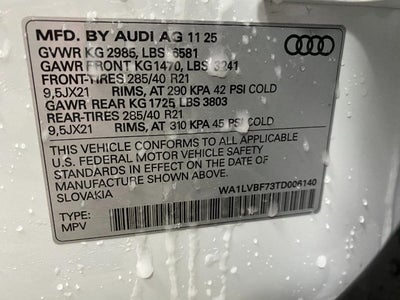 MFD. BY AUDI AG 11 25
GVWR KG 2985, LBS 6581
GAWR FRONT KG1470, LBS 3241
FRONT-TIRES 285/40 R21
9,5JX21 RIMS, AT 290 KPA 42 PSI COLD
GAWR REAR KG1725 LBS 3803
REAR-TIRES 285/40 R21
9,5JX21 RIMS, AT 310 KPA 45 PSI COLD
THIS VEHICLE CONFORMS TO ALL APPLICABLE
U.S. FEDERAL MOTOR VEHICLE SAFETY
STANDARDS IN EFFECT ON THE DATE
OF MANUFACTURE SHOWN ABOVE.
SLOVAKIA WA1LVBF73TD006140
TYPE:
MPV